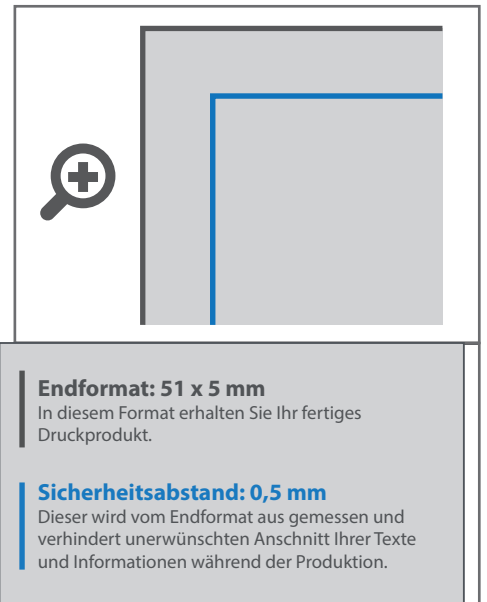 Endformat: 51 x 5 mm
In diesem Format erhalten Sie Ihr fertiges
Druckprodukt.
Sicherheitsabstand: 0,5 mm
Dieser wird vom Endformat aus gemessen und
verhindert unerwünschten Anschnitt Ihrer Texte
und Informationen während der Produktion.